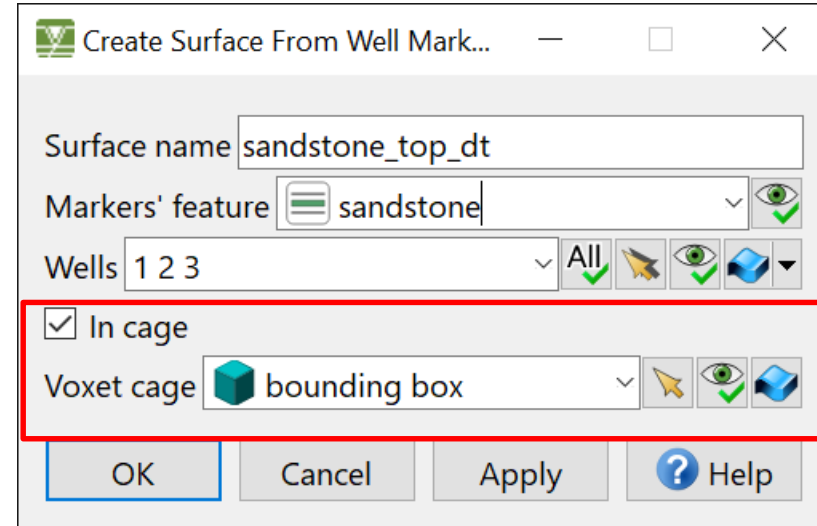 Create Surface From Well Mark...
Surface name sandstone_top_dt
Markers' feature sandstone
Wells 1 2 3 All
In cage
Voxet cage bounding box
OK Cancel Apply ? Help